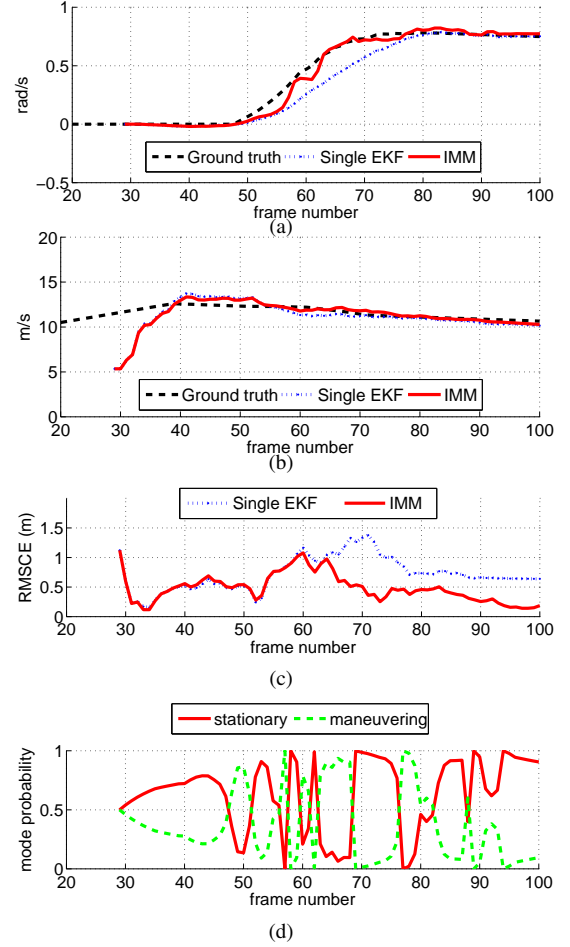 1
0.5
0
−0.5
rad/s
Ground truth Single EKF IMM
20 30 40 50 60 70 80 90 100
frame number
(a)
20
15
10
5
0
m/s
Ground truth Single EKF IMM
20 30 40 50 60 70 80 90 100
frame number
(b)
Single EKF IMM
1.5
1
0.5
0
RMSCE (m)
20 30 40 50 60 70 80 90 100
frame number
(c)
stationary maneuvering
1
0.5
0
mode probability
20 30 40 50 60 70 80 90 100
frame number
(d)